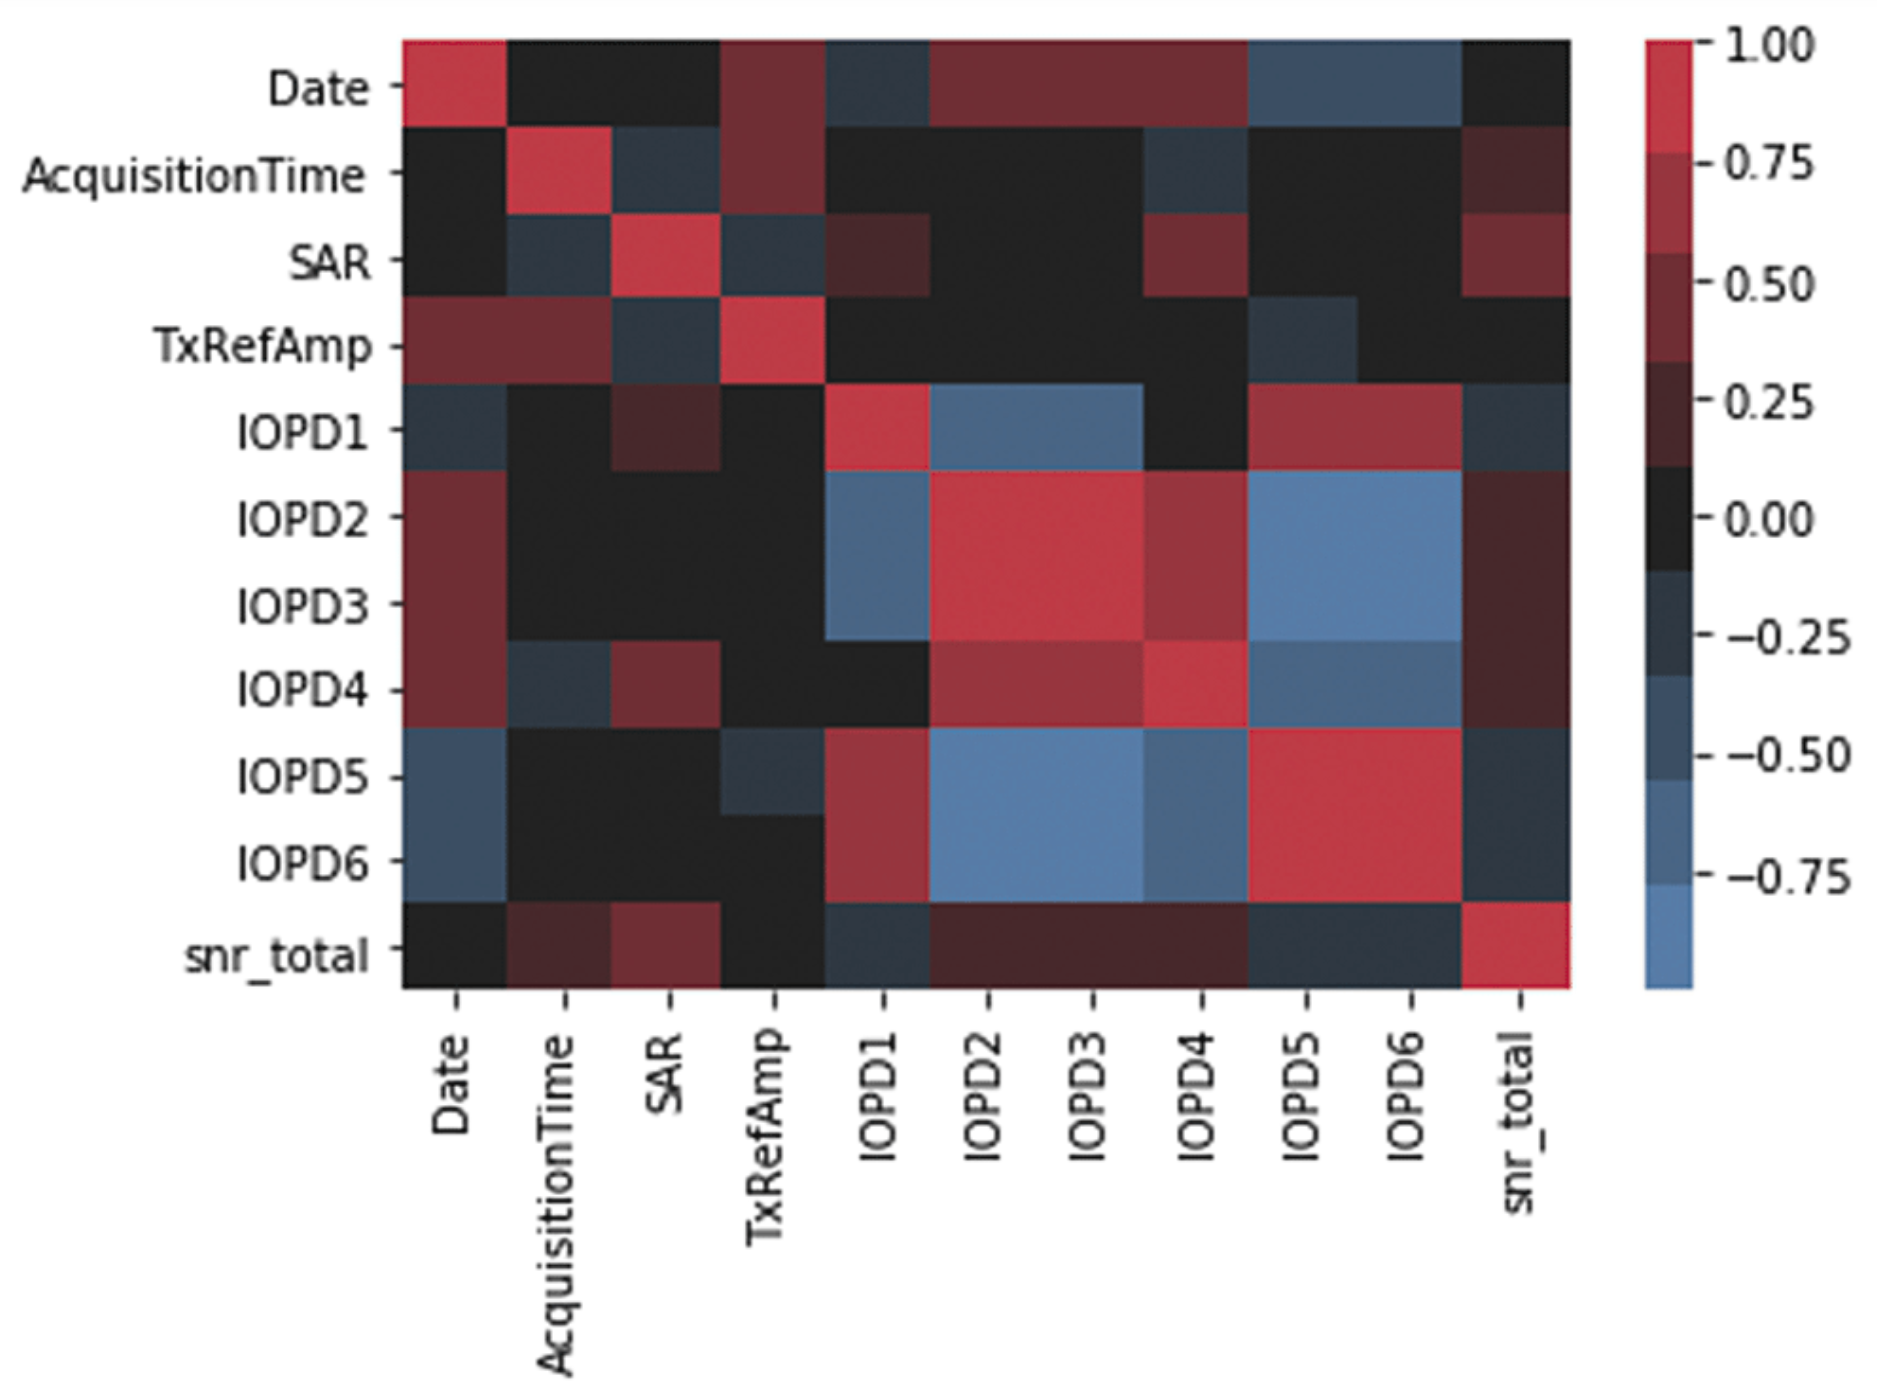 Date
AcquisitionTime
SAR
TxRefAmp
IOPD1
IOPD2
IOPD3
IOPD4
IOPD5
IOPD6
snr_total
Date
AcquisitionTime
SAR
TxRefAmp
IOPD1
IOPD2
IOPD3
IOPD4
IOPD5
IOPD6
snr_total
1.00
0.75
0.50
0.25
0.00
−0.25
−0.50
−0.75